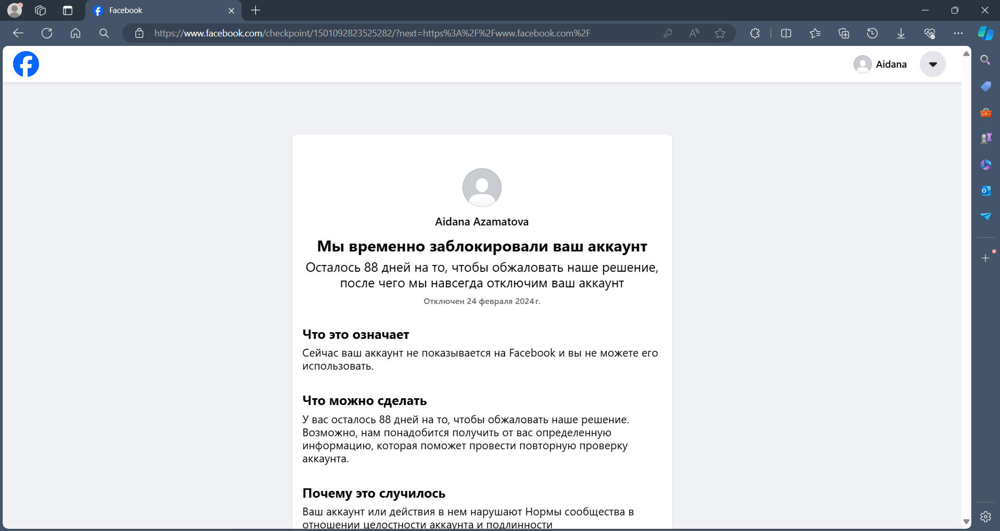 Facebook
https://www.facebook.com/checkpoint/1501092823525282/?next=https%3A%2F%2Fwww.facebook.com%2F
Aidana
Aidana Azamatova
Мы временно заблокировали ваш аккаунт
Осталось 88 дней на то, чтобы обжаловать наше решение,
после чего мы навсегда отключим ваш аккаунт
Отключен 24 февраля 2024 г.
Что это означает
Сейчас ваш аккаунт не показывается на Facebook и вы не можете его
использовать.
Что можно сделать
У вас осталось 88 дней на то, чтобы обжаловать наше решение.
Возможно, нам понадобится получить от вас определенную
информацию, которая поможет провести повторную проверку
аккаунта.
Почему это случилось
Ваш аккаунт или действия в нем нарушают Нормы сообщества в
отношении целостности аккаунта и подлинности